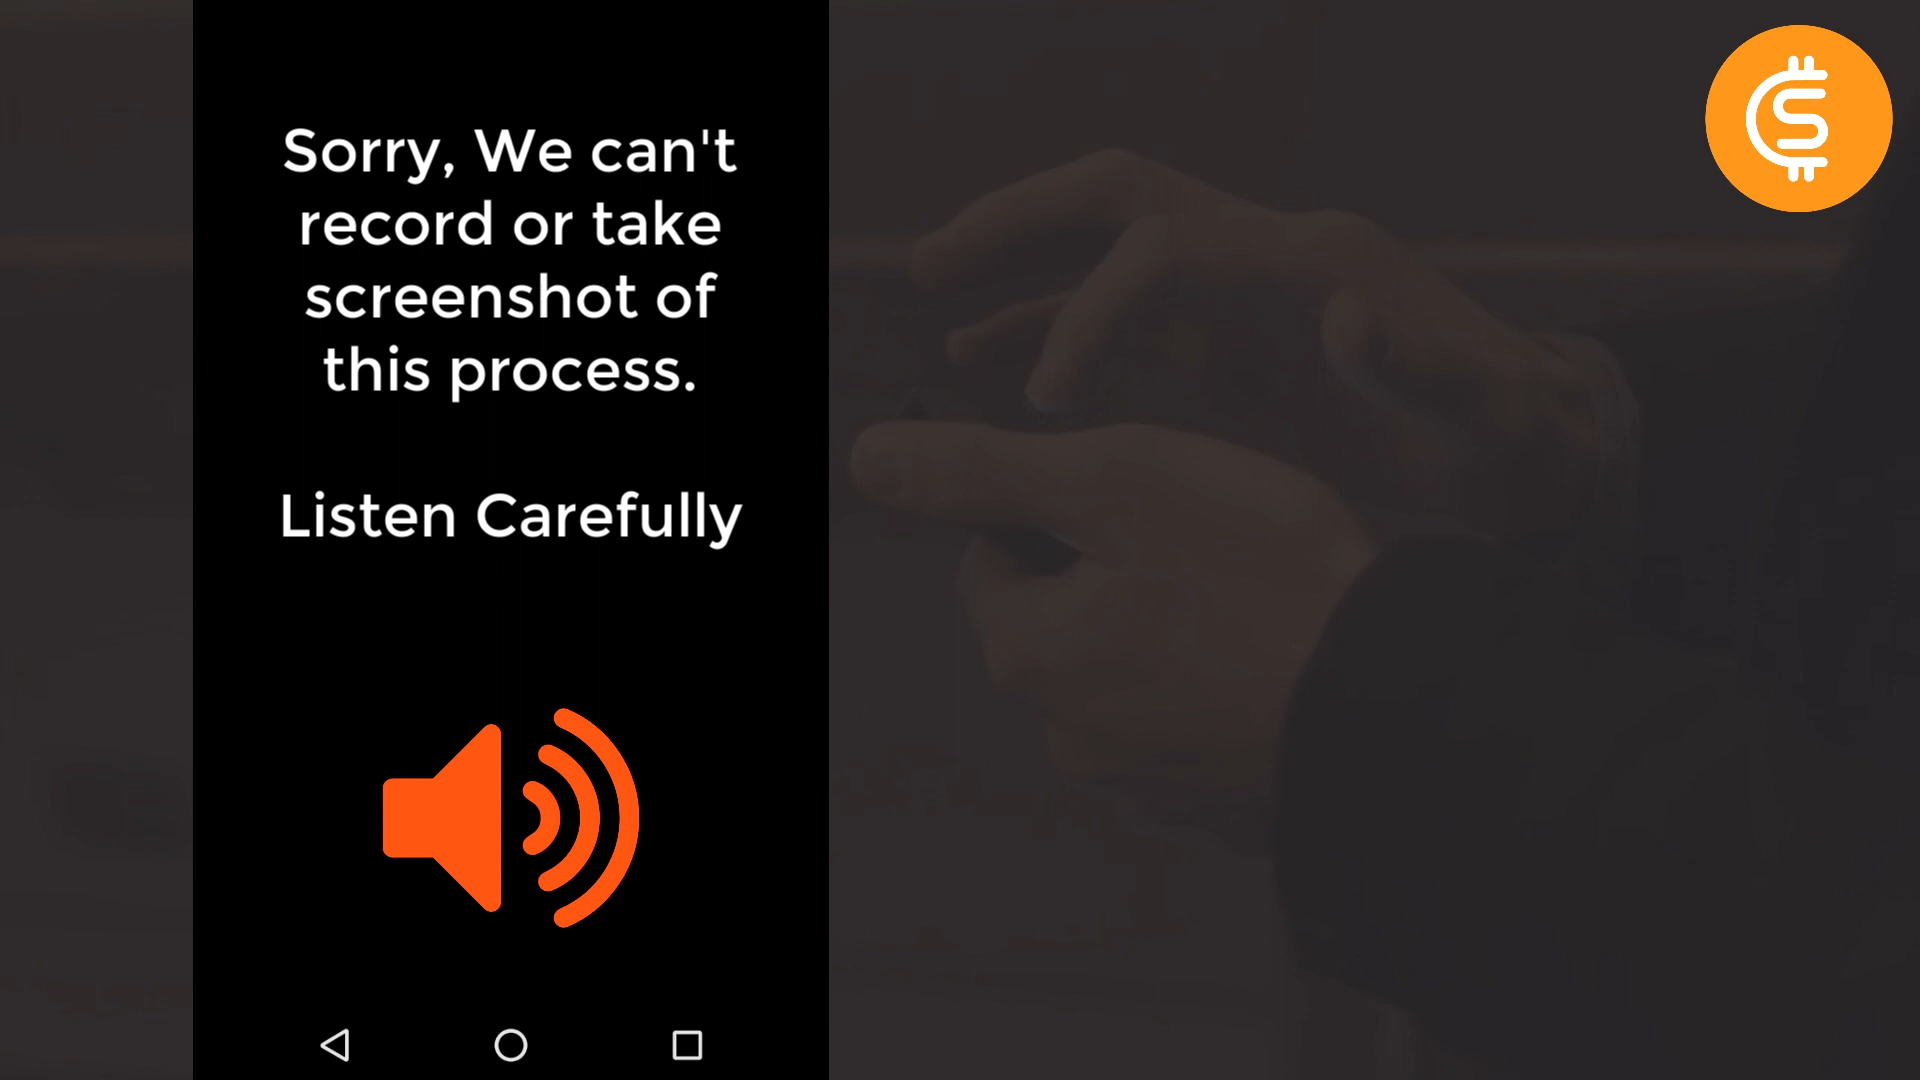 Sorry, We can't
record or take
screenshot of
this process.
Listen Carefully